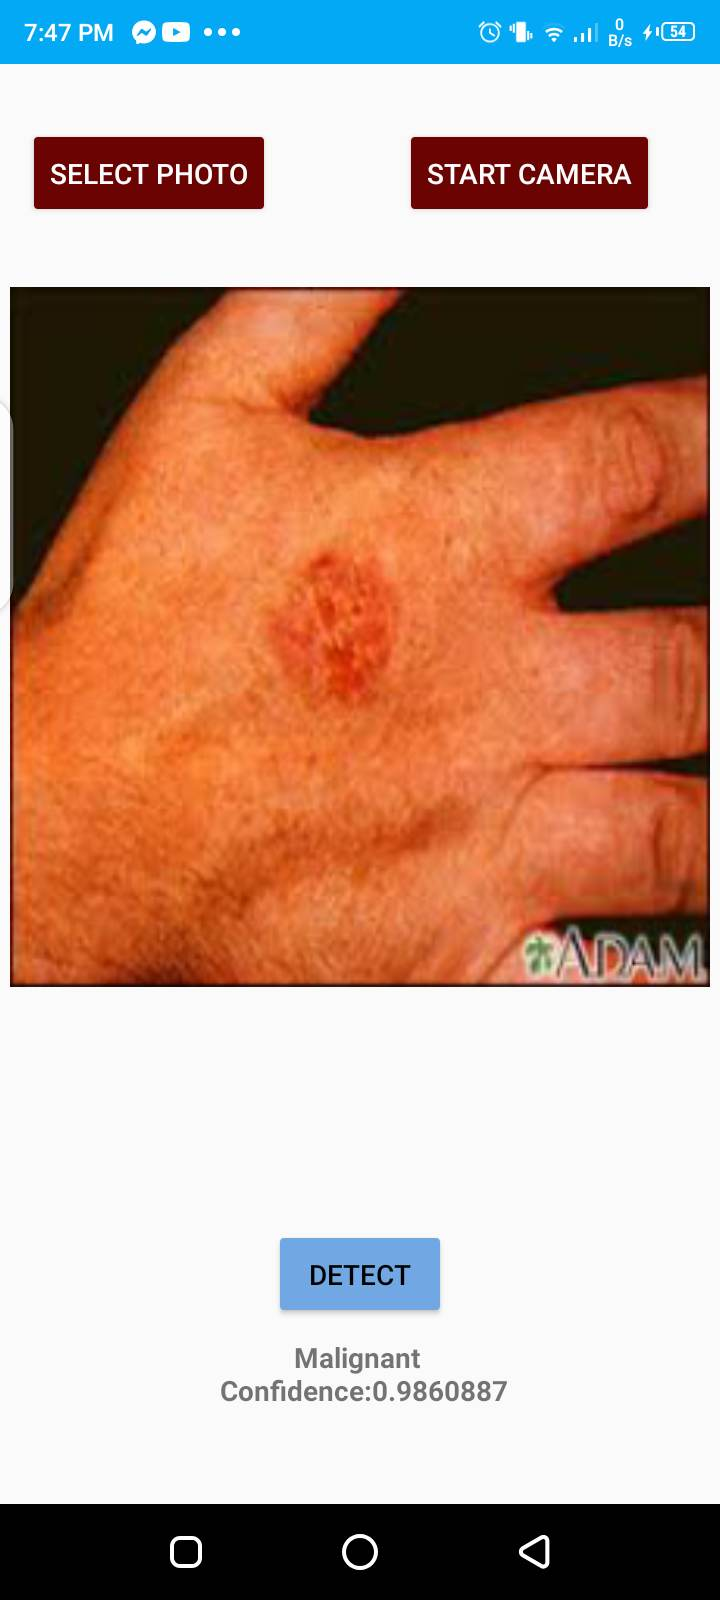 7:47 PM
0
B/s
54
SELECT PHOTO
START CAMERA
ADAM
DETECT
Malignant
Confidence:0.9860887